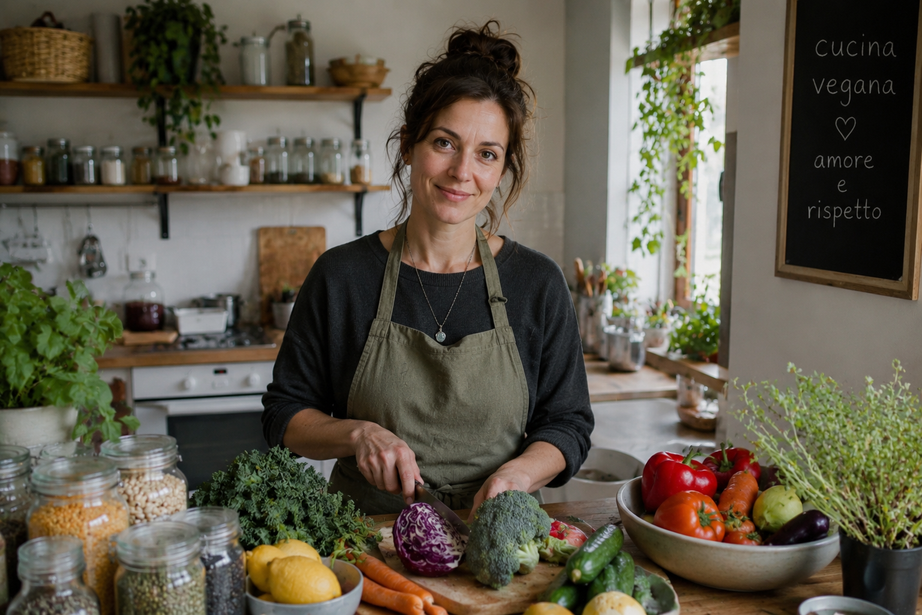 cucina
vegana
♡
amore
e
rispetto